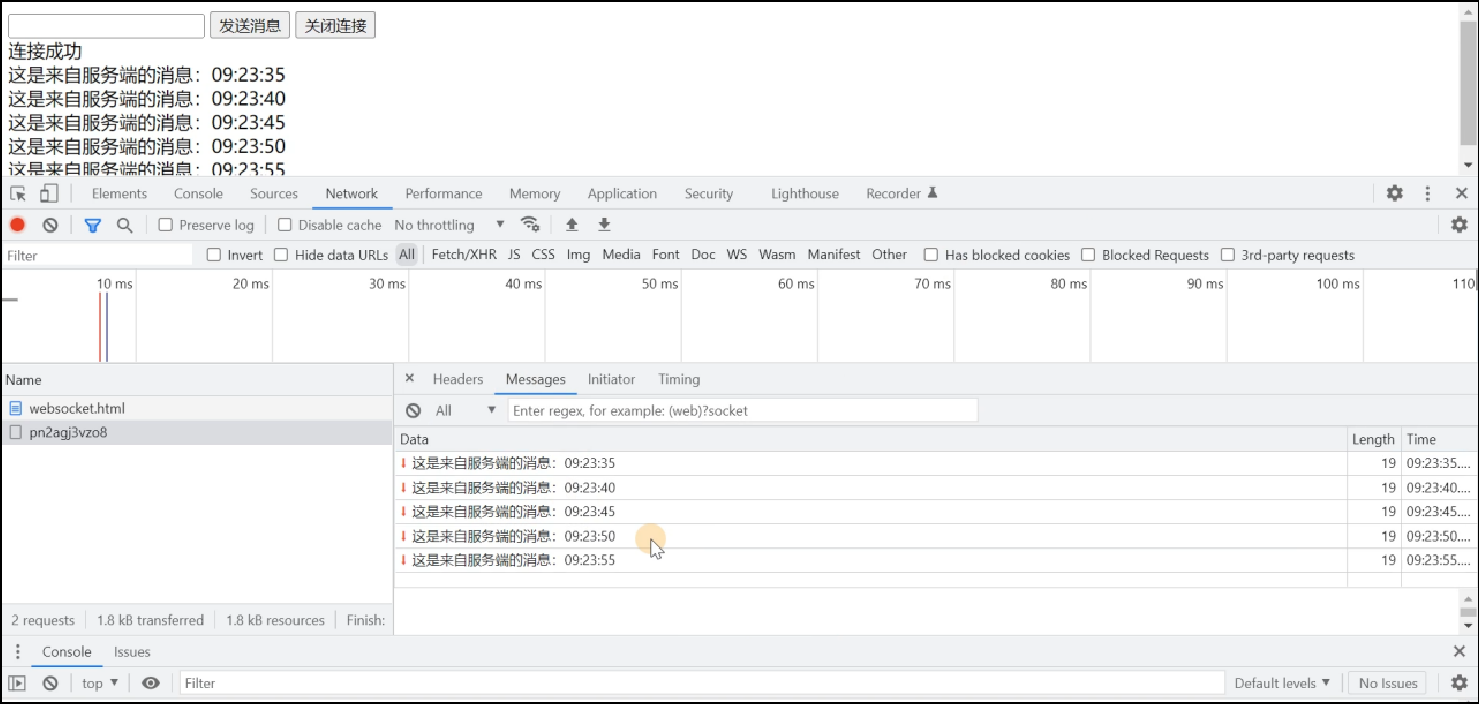 发送消息 关闭连接
连接成功
这是来自服务端的消息：09:23:35
这是来自服务端的消息：09:23:40
这是来自服务端的消息：09:23:45
这是来自服务端的消息：09:23:50
这是来自服务端的消息：09:23:55
Elements Console Sources Network Performance Memory Application Security Lighthouse Recorder
Preserve log Disable cache No throttling
Filter Invert Hide data URLs All Fetch/XHR JS CSS Img Media Font Doc WS Wasm Manifest Other Has blocked cookies Blocked Requests 3rd-party requests
10 ms 20 ms 30 ms 40 ms 50 ms 60 ms 70 ms 80 ms 90 ms 100 ms 110
Name Headers Messages Initiator Timing
websocket.html All Enter regex, for example: (web)?socket
pn2agj3vzo8 Data Length Time
这是来自服务端的消息：09:23:35 19 09:23:35....
这是来自服务端的消息：09:23:40 19 09:23:40....
这是来自服务端的消息：09:23:45 19 09:23:45....
这是来自服务端的消息：09:23:50 19 09:23:50....
这是来自服务端的消息：09:23:55 19 09:23:55....
2 requests 1.8 kB transferred 1.8 kB resources Finish:
Console Issues
top Filter Default levels No Issues